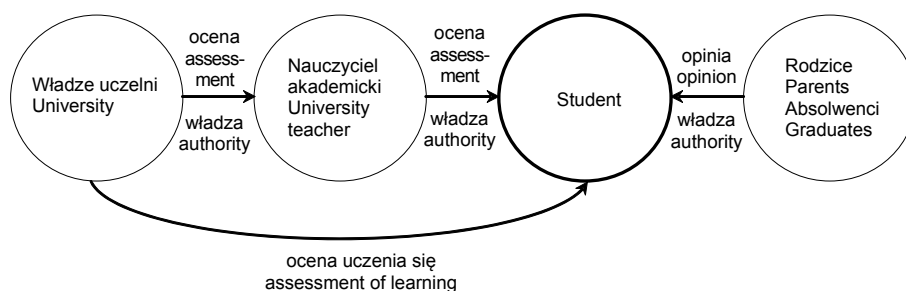 Władze uczelni
University
ocena
assess-
ment
władza
authority
Nauczyciel
akademicki
University
teacher
ocena
assess-
ment
władza
authority
Student
opinia
opinion
władza
authority
Rodzice
Parents
Absolwenci
Graduates
ocena uczenia się
assessment of learning